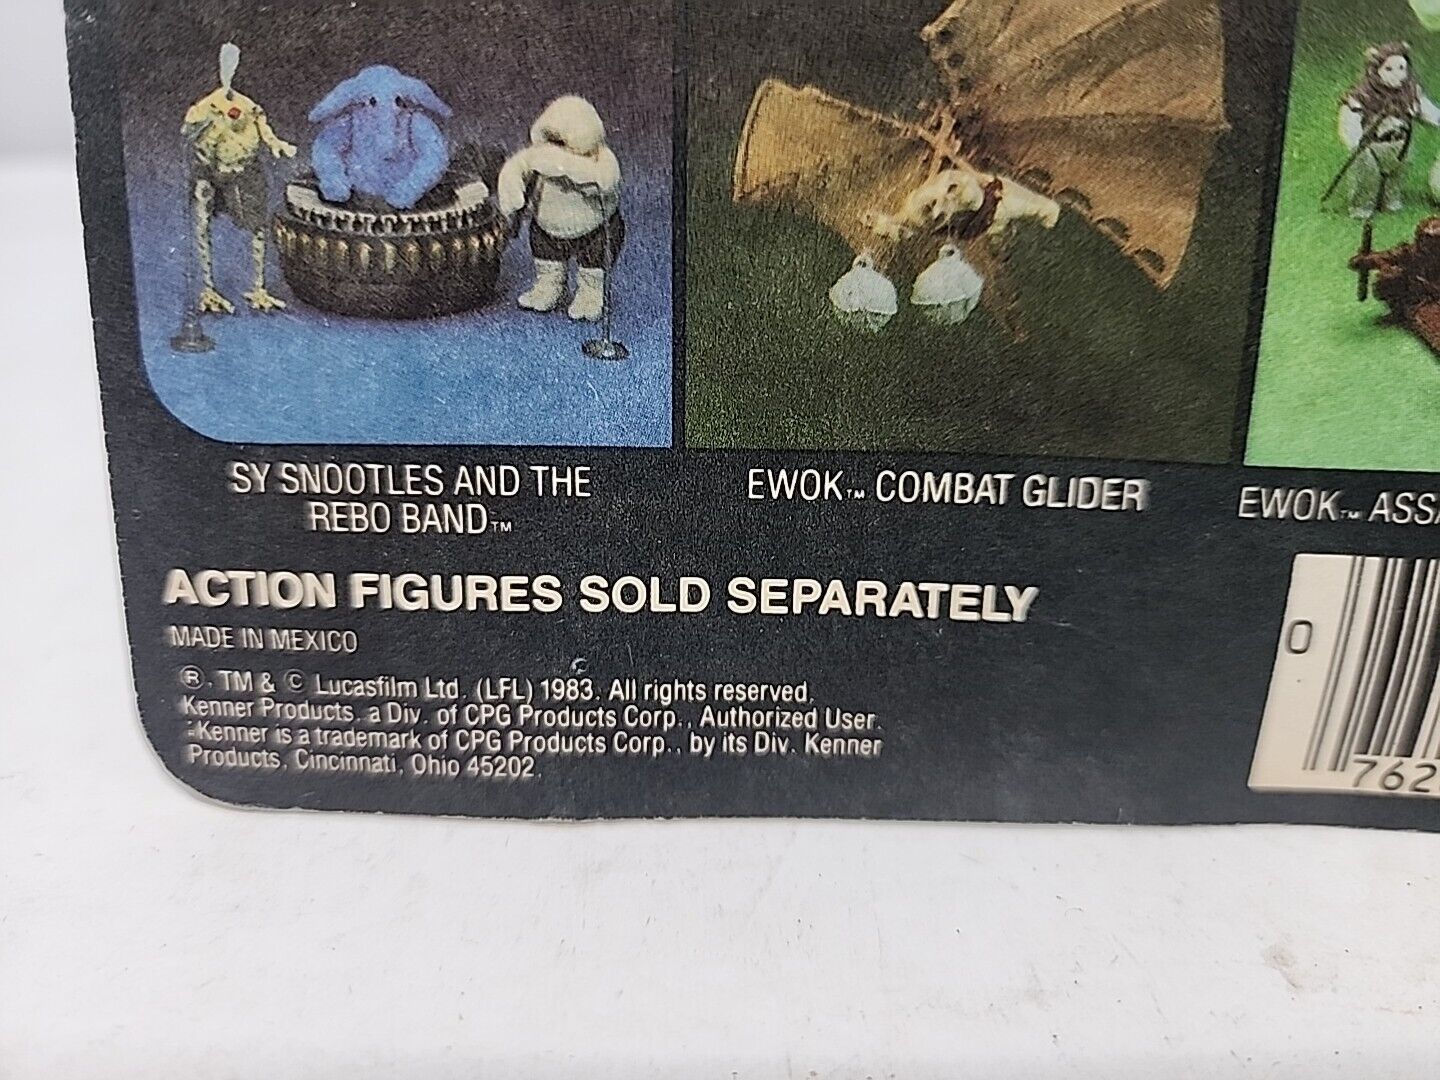 SY SNOOTLES AND THE
REBO BAND™
EWOK™ COMBAT GLIDER
EWOK™ ASSA
ACTION FIGURES SOLD SEPARATELY
MADE IN MEXICO
®, TM & © Lucasfilm Ltd. (LFL) 1983. All rights reserved.
Kenner Products, a Div. of CPG Products Corp., Authorized User.
Kenner is a trademark of CPG Products Corp., by its Div. Kenner
Products, Cincinnati, Ohio 45202.
0
762